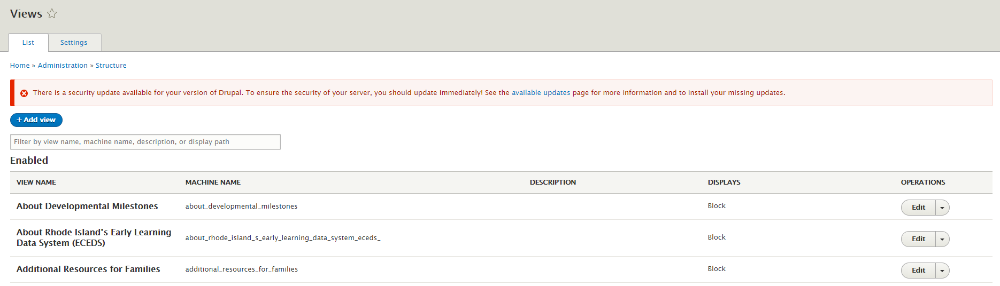 Views
List
Settings
Home » Administration » Structure
There is a security update available for your version of Drupal. To ensure the security of your server, you should update immediately! See the available updates page for more information and to install your missing updates.
+ Add view
Filter by view name, machine name, description, or display path
Enabled
VIEW NAME MACHINE NAME DESCRIPTION DISPLAYS OPERATIONS
About Developmental Milestones about_developmental_milestones Block Edit
About Rhode Island’s Early Learning
Data System (ECEDS) about_rhode_island_s_early_learning_data_system_eceds_ Block Edit
Additional Resources for Families additional_resources_for_families Block Edit